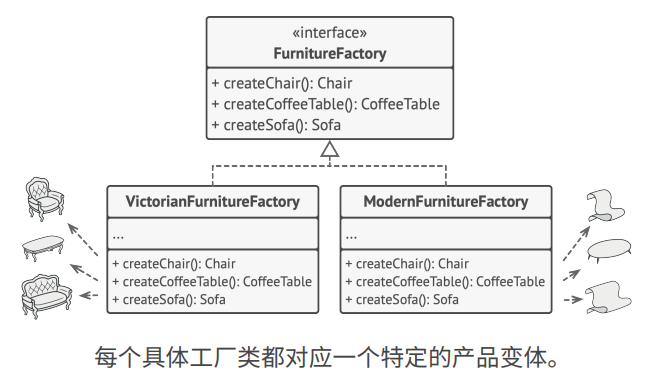 «interface»
FurnitureFactory
+ createChair(): Chair
+ createCoffeeTable(): CoffeeTable
+ createSofa(): Sofa
VictorianFurnitureFactory
...
+ createChair(): Chair
+ createCoffeeTable(): CoffeeTable
+ createSofa(): Sofa
ModernFurnitureFactory
...
+ createChair(): Chair
+ createCoffeeTable(): CoffeeTable
+ createSofa(): Sofa
每个具体工厂类都对应一个特定的产品变体。